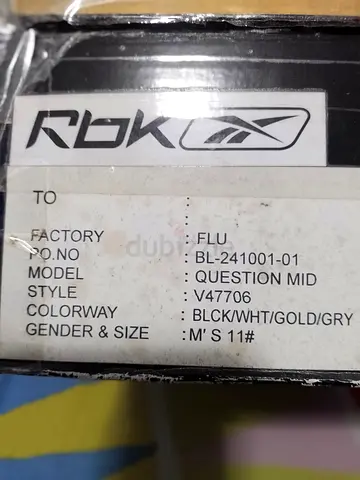 Rbk
TO :
:
FACTORY : FLU
PO.NO : BL-241001-01
MODEL : QUESTION MID
STYLE : V47706
COLORWAY : BLCK/WHT/GOLD/GRY
GENDER & SIZE : M' S 11#
dubizzle